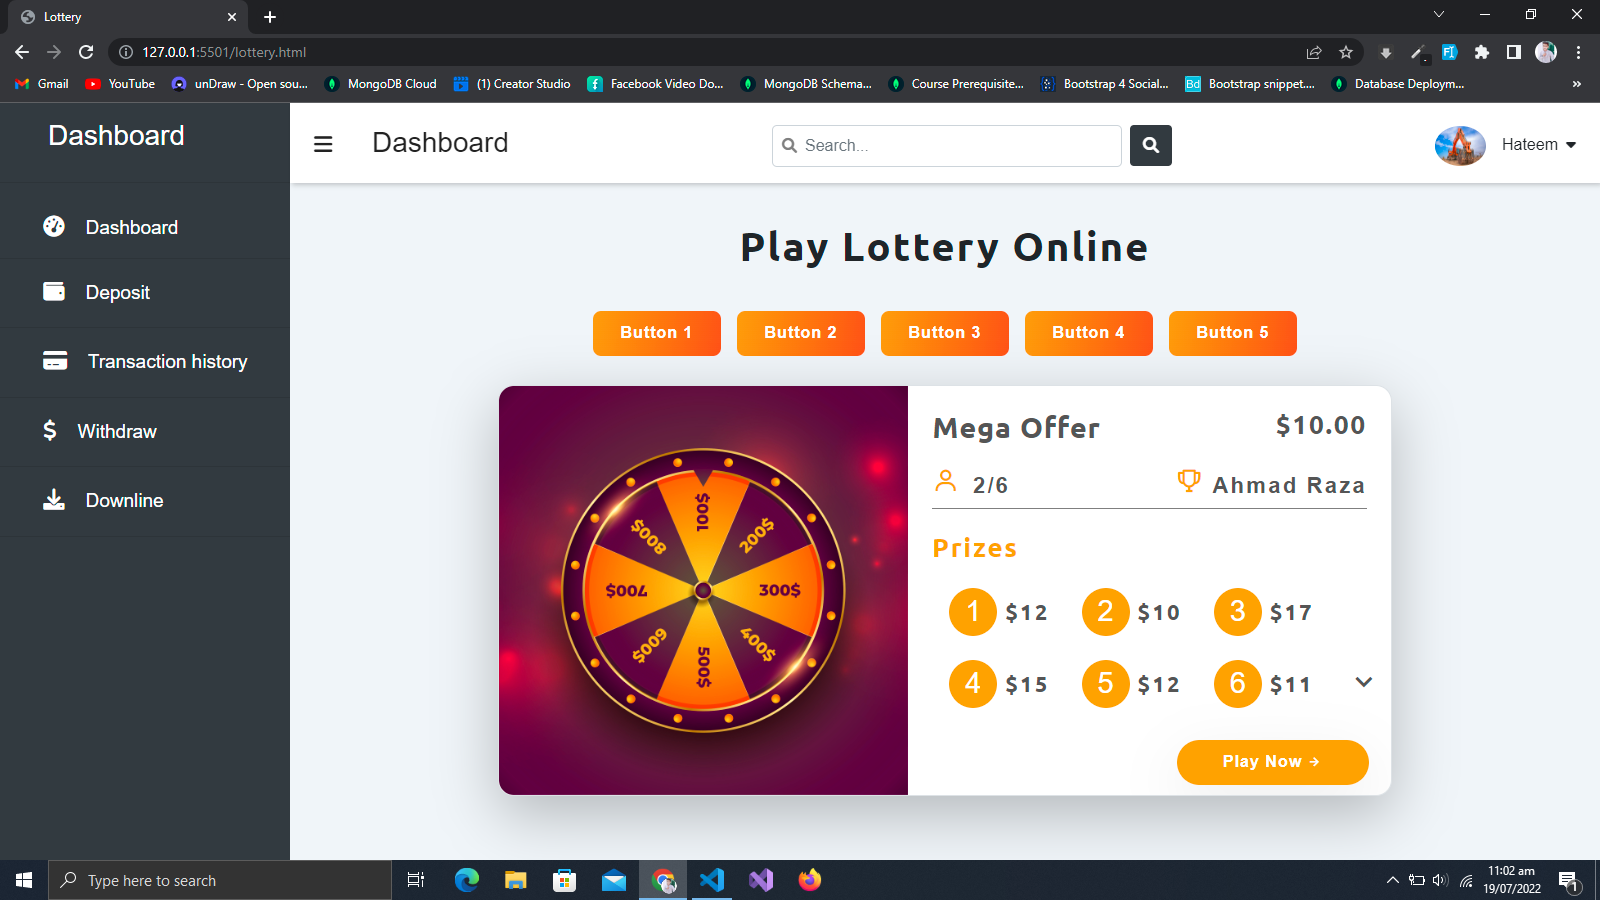 Lottery
127.0.0.1:5501/lottery.html
Gmail
YouTube
unDraw - Open sou...
MongoDB Cloud
(1) Creator Studio
Facebook Video Do...
MongoDB Schema...
Course Prerequisite...
Bootstrap 4 Social...
Bd
Bootstrap snippet....
Database Deploym...
Dashboard
Dashboard
Search...
Hateem
Dashboard
Deposit
Transaction history
Withdraw
Downline
Play Lottery Online
Button 1
Button 2
Button 3
Button 4
Button 5
100$
200$
300$
400$
500$
600$
700$
800$
Mega Offer
$10.00
2/6
Ahmad Raza
Prizes
1 $12
2 $10
3 $17
4 $15
5 $12
6 $11
Play Now →
Type here to search
11:02 am
19/07/2022
1